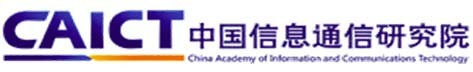 CAICT 中国信息通信研究院
China Academy of Information and Communications Technology